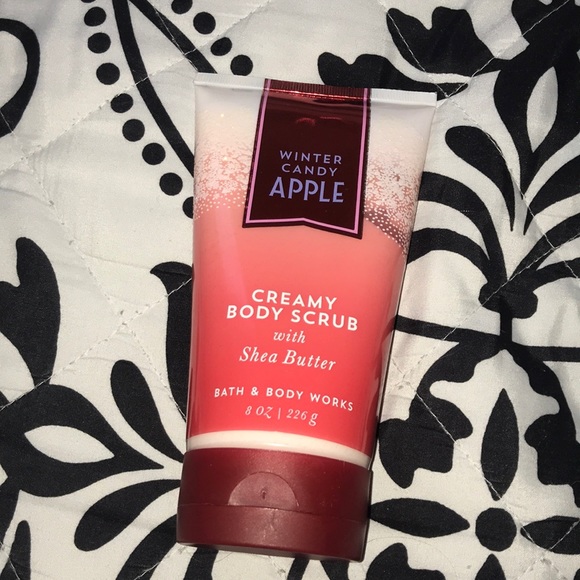 WINTER
CANDY
APPLE
CREAMY
BODY SCRUB
with
Shea Butter
BATH & BODY WORKS
8 OZ | 226 g